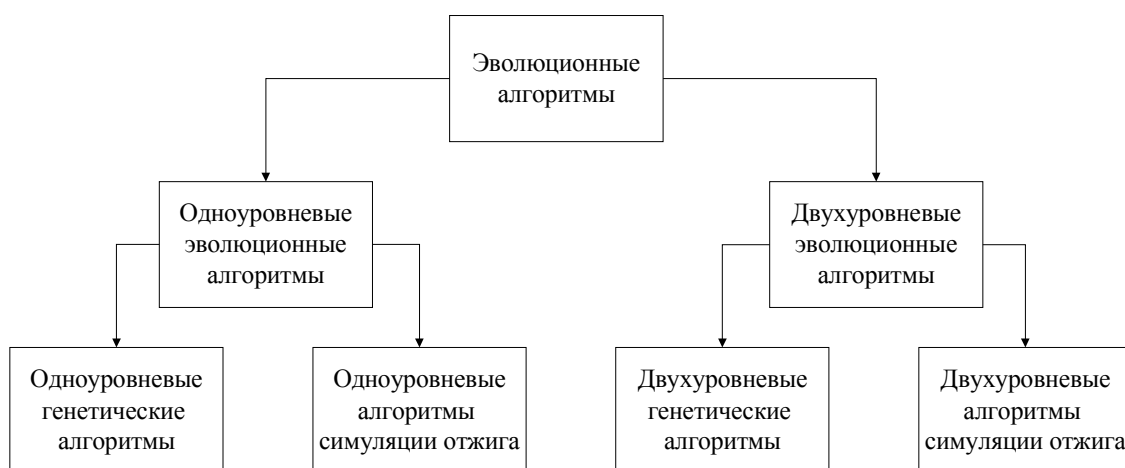 Эволюционные
алгоритмы
Одноуровневые
эволюционные
алгоритмы
Двухуровневые
эволюционные
алгоритмы
Одноуровневые
генетические
алгоритмы
Одноуровневые
алгоритмы
симуляции отжига
Двухуровневые
генетические
алгоритмы
Двухуровневые
алгоритмы
симуляции отжига